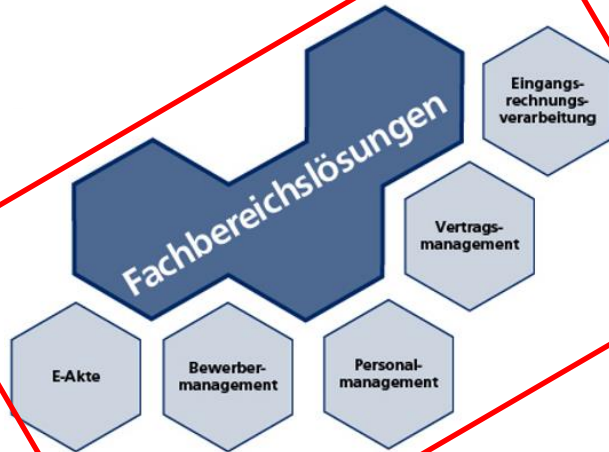 Fachbereichslösungen
Eingangs-
rechnungs-
verarbeitung
Vertrags-
management
E-Akte
Bewerber-
management
Personal-
management